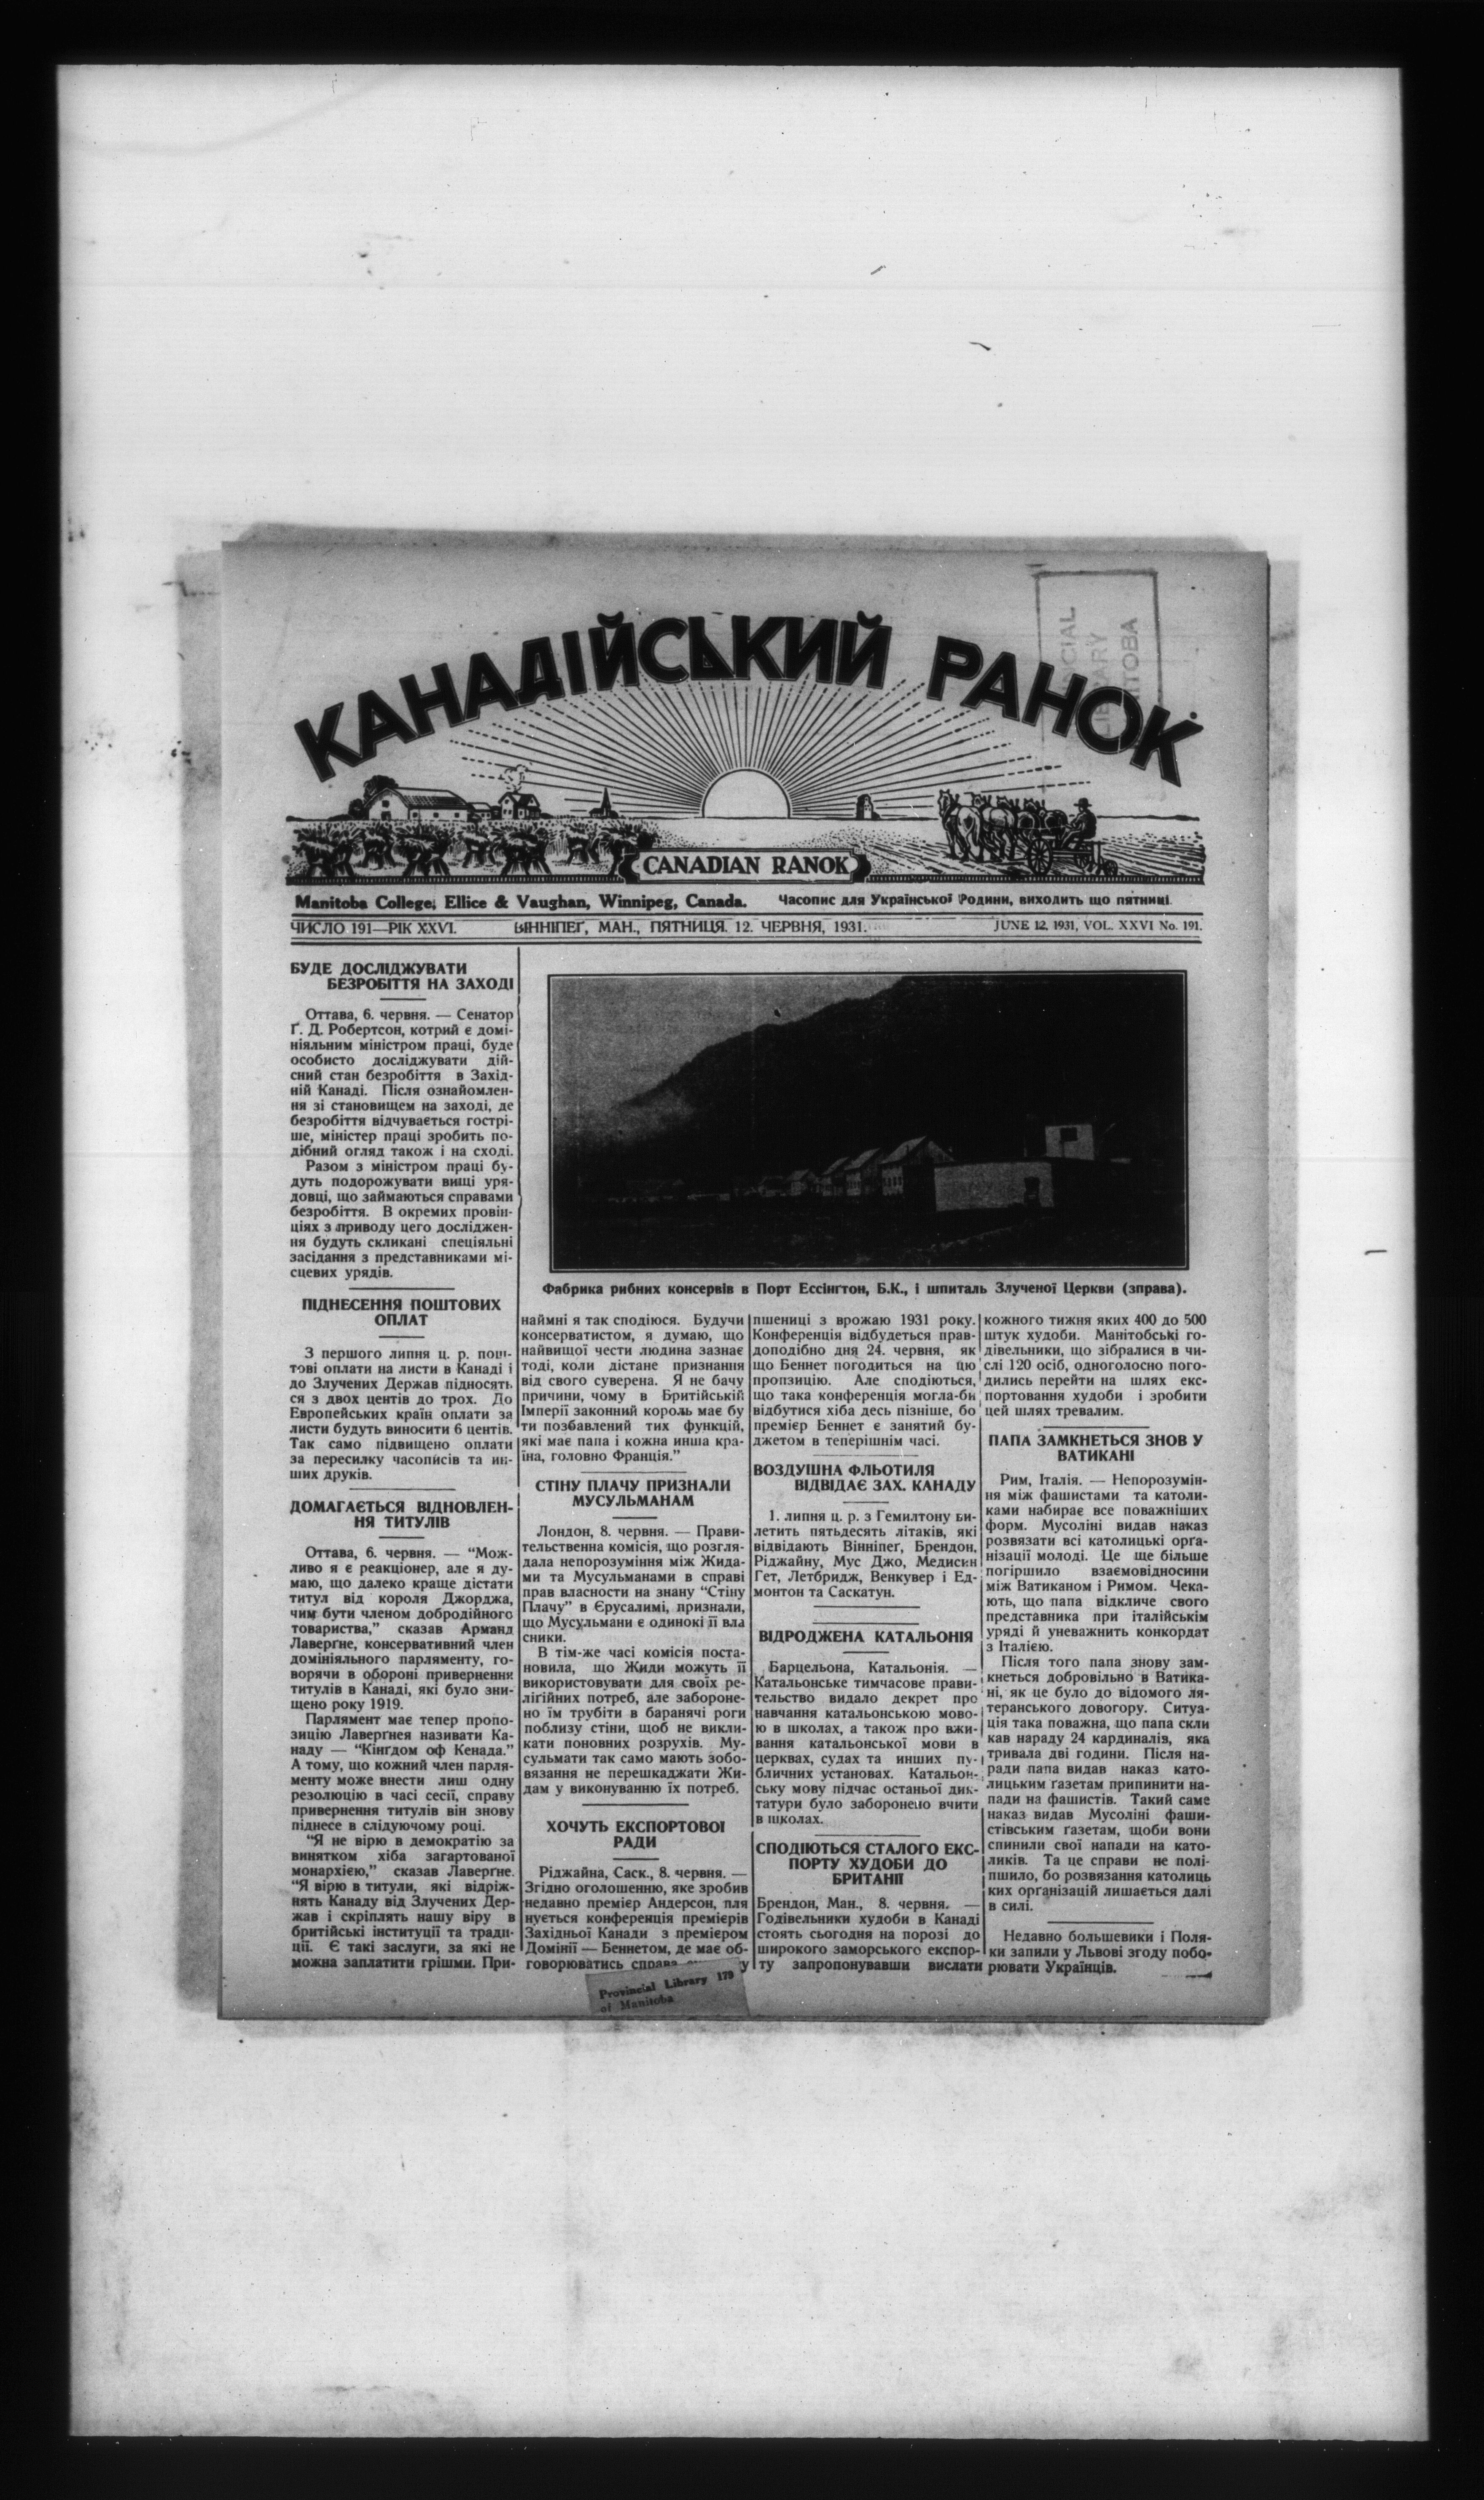 КАНАДІЙСЬКИЙ РАНОК
CANADIAN RANOK
Manitoba College, Ellice & Vaughan, Winnipeg, Canada. Часопис для Української Родини, виходить що пятниці
ЧИСЛО 191—РІК XXVI. ВІННІПЕҐ, МАН., ПЯТНИЦЯ. 12. ЧЕРВНЯ, 1931. JUNE 12, 1931, VOL. XXVI No. 191.
БУДЕ ДОСЛІДЖУВАТИ
БЕЗРОБІТТЯ НА ЗАХОДІ
Оттава, 6. червня. — Сенатор
Ґ. Д. Робертсон, котрий є домі-
ніяльним міністром праці, буде
особисто досліджувати дій-
сний стан безробіття в Захід-
ній Канаді. Після ознайомлен-
ня зі становищем на заході, де
безробіття відчувається гострі-
ше, міністер праці зробить по-
дібний огляд також і на сході.
Разом з міністром праці бу-
дуть подорожувати вищі уря-
довці, що займаються справами
безробіття. В окремих провін-
ціях з приводу цего досліджен-
ня будуть скликані спеціяльні
засідання з представниками мі-
сцевих урядів.
ПІДНЕСЕННЯ ПОШТОВИХ
ОПЛАТ
З першого липня ц. р. пош-
тові оплати на листи в Канаді і
до Злучених Держав підносять
ся з двох центів до трох. До
Европейських країн оплати за
листи будуть виносити 6 центів.
Так само підвищено оплати
за пересилку часописів та ин-
ших друків.
ДОМАГАЄТЬСЯ ВІДНОВЛЕН-
НЯ ТИТУЛІВ
Оттава, 6. червня. — “Мож-
ливо я є реакціонер, але я ду-
маю, що далеко краще дістати
титул від короля Джорджа,
чим бути членом добродійного
товариства,” сказав Арманд
Лаверґне, консервативний член
домініяльного парляменту, го-
ворячи в обороні привернення
титулів в Канаді, які було зни-
щено року 1919.
Парлямент має тепер пропо-
зицію Лаверґнея називати Ка-
наду — “Кінґдом оф Кенада.”
А тому, що кожний член парля-
менту може внести лиш одну
резолюцію в часі сесії, справу
привернення титулів він знову
піднесе в слідуючому році.
“Я не вірю в демократію за
винятком хіба загартованої
монархією,” сказав Лаверґне.
“Я вірю в титули, які відріж-
нять Канаду від Злучених Дер-
жав і скріплять нашу віру в
бритійські інституції та тради-
ції. Є такі заслуги, за які не
можна заплатити грішми. При-
Фабрика рибних консервів в Порт Ессінґтон, Б.К., і шпиталь Злученої Церкви (зправа).
наймні я так сподіюся. Будучи
консерватистом, я думаю, що
найвищої чести людина зазнає
тоді, коли дістане признання
від свого суверена. Я не бачу
причини, чому в Бритійській
Імперії законний король має бу
ти позбавлений тих функцій,
які має папа і кожна инша кра-
їна, головно Франція.”
СТІНУ ПЛАЧУ ПРИЗНАЛИ
МУСУЛЬМАНАМ
Лондон, 8. червня. — Прави-
тельственна комісія, що розгля-
дала непорозуміння між Жида-
ми та Мусульманами в справі
прав власности на знану “Стіну
Плачу” в Єрусалимі, признали,
що Мусульмани є одинокі її вла
сники.
В тім-же часі комісія поста-
новила, що Жиди можуть її
використовувати для своїх ре-
ліґійних потреб, але забороне-
но їм трубіти в баранячі роги
поблизу стіни, щоб не викли-
кати поновних розрухів. Му-
сульмати так само мають зобо-
вязання не перешкаджати Жи-
дам у виконуванню їх потреб.
ХОЧУТЬ ЕКСПОРТОВОЇ
РАДИ
Ріджайна, Саск., 8. червня. —
Згідно оголошенню, яке зробив
недавно премієр Андерсон, пля
нується конференція премієрів
Західньої Канади з премієром
Домінії — Беннетом, де має об-
говорюватись справа у
пшениці з врожаю 1931 року.
Конференція відбудеться прав-
доподібно дня 24. червня, як
що Беннет погодиться на цю
пропзицію. Але сподіються,
що така конференція могла-би
відбутися хіба десь пізніше, бо
премієр Беннет є занятий бу-
джетом в теперішнім часі.
ВОЗДУШНА ФЛЬОТИЛЯ
ВІДВІДАЄ ЗАХ. КАНАДУ
1. липня ц. р. з Гемилтону ви-
летить пятьдесять літаків, які
відвідають Вінніпеґ, Брендон,
Ріджайну, Мус Джо, Медисин
Гет, Летбридж, Венкувер і Ед-
монтон та Саскатун.
ВІДРОДЖЕНА КАТАЛЬОНІЯ
Барцельона, Катальонія. —
Катальонське тимчасове прави-
тельство видало декрет про
навчання катальонською мово-
ю в школах, а також про вжи-
вання катальонської мови в
церквах, судах та инших пу-
бличних установах. Катальон-
ську мову підчас останьої дик-
татури було заборонено вчити
в школах.
СПОДІЮТЬСЯ СТАЛОГО ЕКС-
ПОРТУ ХУДОБИ ДО
БРИТАНІЇ
Брендон, Ман., 8. червня. —
Годівельники худоби в Канаді
стоять сьогодня на порозі до
широкого заморського експор-
ту запропонувавши вислати
кожного тижня яких 400 до 500
штук худоби. Манітобські го-
дівельники, що зібралися в чи-
слі 120 осіб, одноголосно пого-
дились перейти на шлях екс-
портовання худоби і зробити
цей шлях тревалим.
ПАПА ЗАМКНЕТЬСЯ ЗНОВ У
ВАТИКАНІ
Рим, Італія. — Непорозумін-
ня між фашистами та католи-
ками набирає все поважніших
форм. Мусоліні видав наказ
розвязати всі католицькі орґа-
нізації молоді. Це ще більше
погіршило взаємовідносини
між Ватиканом і Римом. Чека-
ють, що папа відкличе свого
представника при італійськім
уряді й уневажнить конкордат
з Італією.
Після того папа знову зам-
кнеться добровільно в Ватика-
ні, як це було до відомого Ля-
теранського довогору. Ситуа-
ція така поважна, що папа скли
кав нараду 24 кардиналів, яка
тривала дві години. Після на-
ради папа видав наказ като-
лицьким ґазетам припинити на-
пади на фашистів. Такий саме
наказ видав Мусоліні фаши-
стівським ґазетам, щоби вони
спинили свої напади на като-
ликів. Та це справи не полі-
пшило, бо розвязання католиць
ких орґанізацій лишається далі
в силі.
Недавно большевики і Поля-
ки запили у Львові згоду побо-
рювати Українців.
Provincial Library 179
of Manitoba